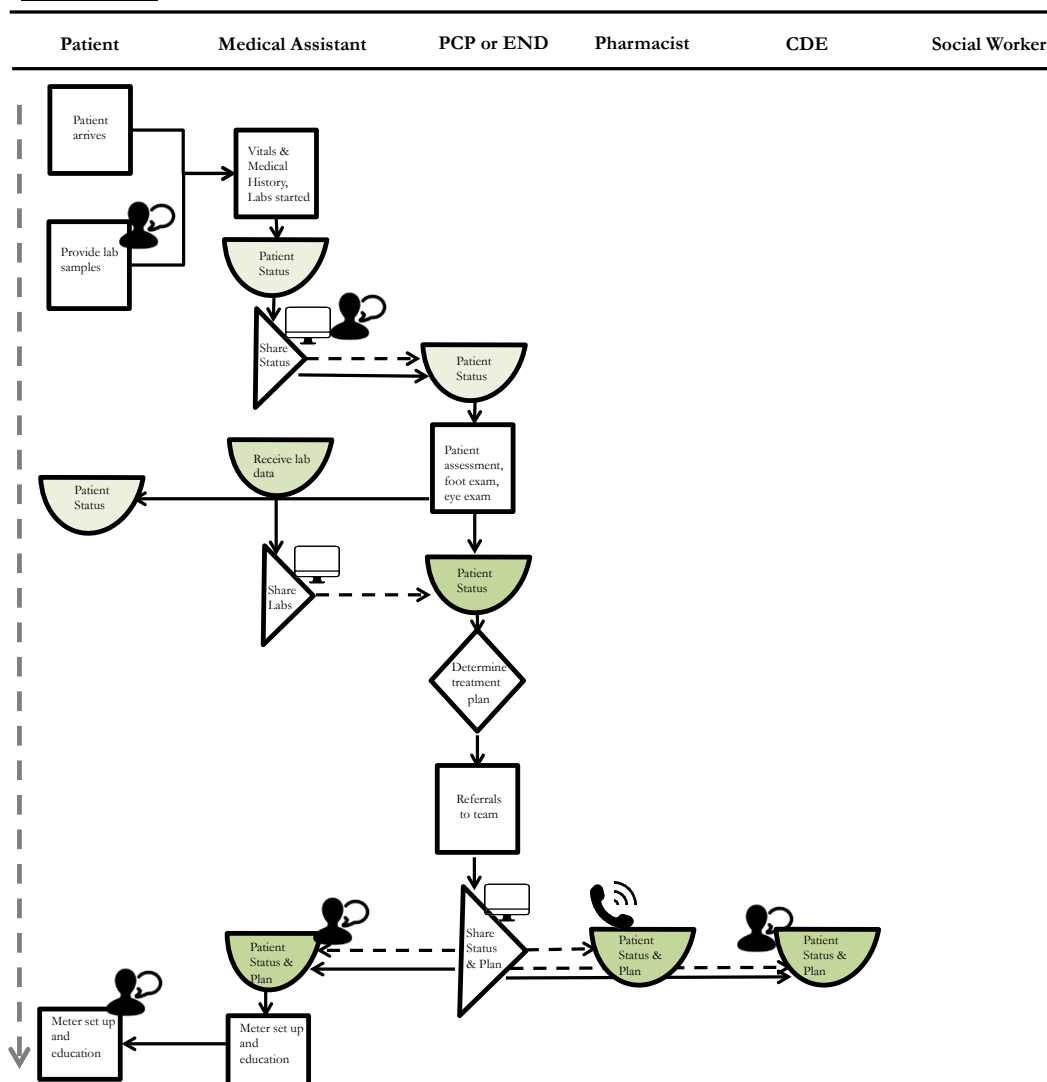 Patient Medical Assistant PCP or END Pharmacist CDE Social Worker
Patient
arrives
Vitals &
Medical
History,
Labs started
Provide lab
samples
Patient
Status
Share
Status
Patient
Status
Patient
assessment,
foot exam,
eye exam
Receive lab
data
Patient
Status
Patient
Status
Share
Labs
Determine
treatment
plan
Referrals
to team
Share
Status
& Plan
Patient
Status &
Plan
Patient
Status &
Plan
Patient
Status &
Plan
Meter set up
and
education
Meter set up
and
education